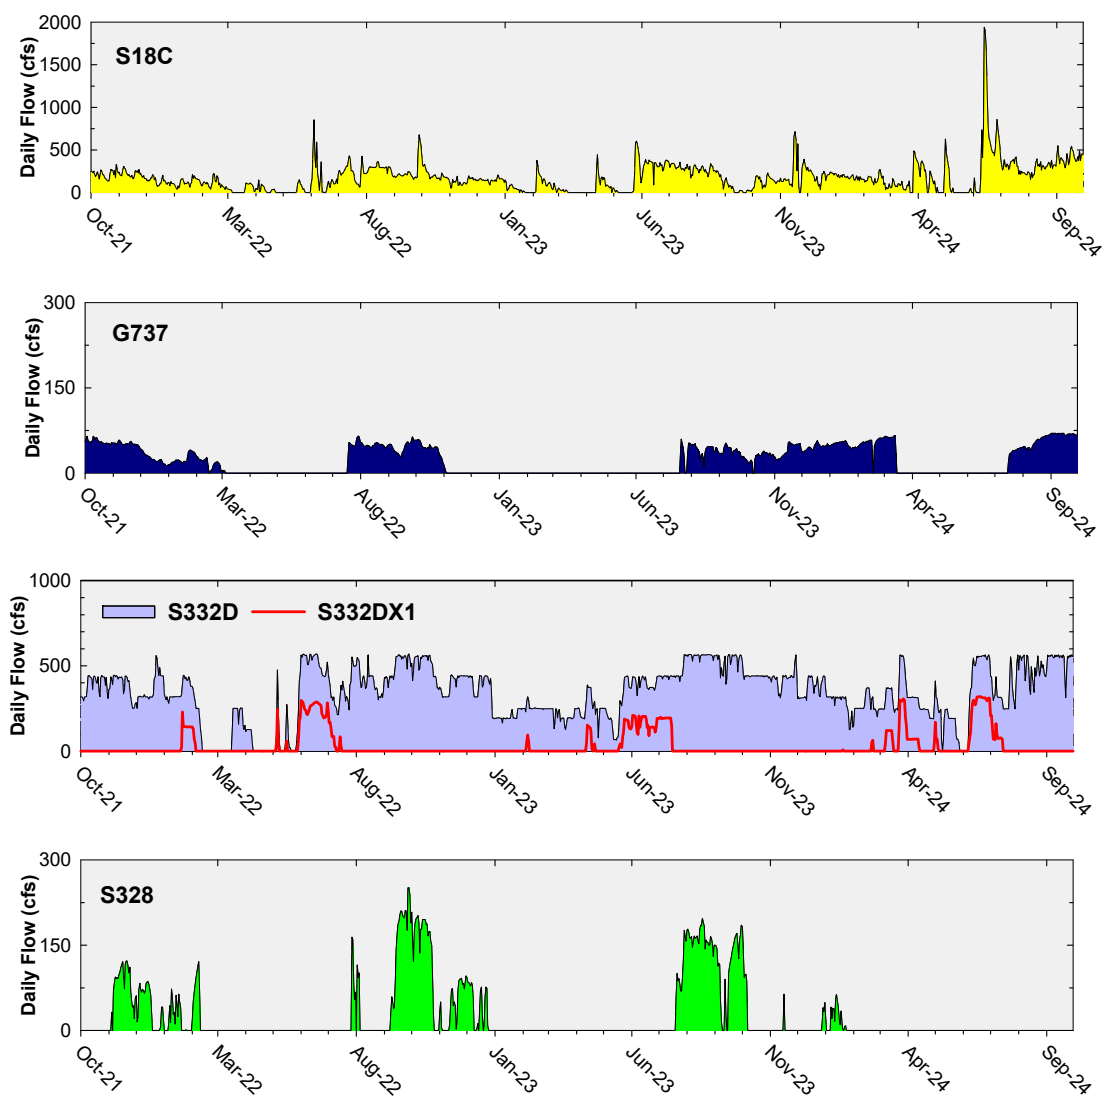 Daily Flow (cfs)
2000
1500
1000
500
0
S18C
Oct-21 Mar-22 Aug-22 Jan-23 Jun-23 Nov-23 Apr-24 Sep-24
Daily Flow (cfs)
300
150
0
G737
Oct-21 Mar-22 Aug-22 Jan-23 Jun-23 Nov-23 Apr-24 Sep-24
Daily Flow (cfs)
1000
500
0
S332D S332DX1
Oct-21 Mar-22 Aug-22 Jan-23 Jun-23 Nov-23 Apr-24 Sep-24
Daily Flow (cfs)
300
150
0
S328
Oct-21 Mar-22 Aug-22 Jan-23 Jun-23 Nov-23 Apr-24 Sep-24